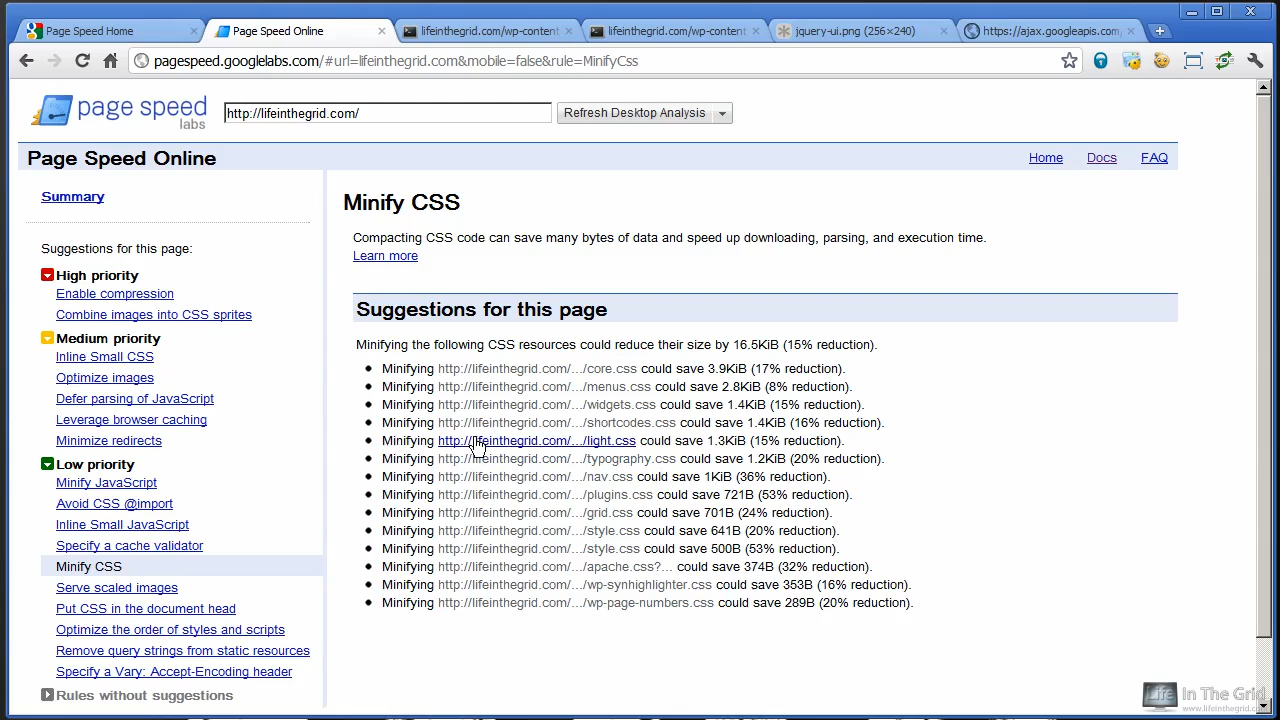 Page Speed Home
Page Speed Online
lifeinthegrid.com/wp-content
lifeinthegrid.com/wp-content
jquery-ui.png (256×240)
https://ajax.googleapis.com
pagespeed.googlelabs.com/#url=lifeinthegrid.com&mobile=false&rule=MinifyCss
page speed
labs
http://lifeinthegrid.com/
Refresh Desktop Analysis
Page Speed Online
Home
Docs
FAQ
Summary
Suggestions for this page:
High priority
Enable compression
Combine images into CSS sprites
Medium priority
Inline Small CSS
Optimize images
Defer parsing of JavaScript
Leverage browser caching
Minimize redirects
Low priority
Minify JavaScript
Avoid CSS @import
Inline Small JavaScript
Specify a cache validator
Minify CSS
Serve scaled images
Put CSS in the document head
Optimize the order of styles and scripts
Remove query strings from static resources
Specify a Vary: Accept-Encoding header
Rules without suggestions
Minify CSS
Compacting CSS code can save many bytes of data and speed up downloading, parsing, and execution time.
Learn more
Suggestions for this page
Minifying the following CSS resources could reduce their size by 16.5KiB (15% reduction).
Minifying http://lifeinthegrid.com/.../core.css could save 3.9KiB (17% reduction).
Minifying http://lifeinthegrid.com/.../menus.css could save 2.8KiB (8% reduction).
Minifying http://lifeinthegrid.com/.../widgets.css could save 1.4KiB (15% reduction).
Minifying http://lifeinthegrid.com/.../shortcodes.css could save 1.4KiB (16% reduction).
Minifying http://lifeinthegrid.com/.../light.css could save 1.3KiB (15% reduction).
Minifying http://lifeinthegrid.com/.../typography.css could save 1.2KiB (20% reduction).
Minifying http://lifeinthegrid.com/.../nav.css could save 1KiB (36% reduction).
Minifying http://lifeinthegrid.com/.../plugins.css could save 721B (53% reduction).
Minifying http://lifeinthegrid.com/.../grid.css could save 701B (24% reduction).
Minifying http://lifeinthegrid.com/.../style.css could save 641B (20% reduction).
Minifying http://lifeinthegrid.com/.../style.css could save 500B (53% reduction).
Minifying http://lifeinthegrid.com/.../apache.css?... could save 374B (32% reduction).
Minifying http://lifeinthegrid.com/.../wp-synhighlighter.css could save 353B (16% reduction).
Minifying http://lifeinthegrid.com/.../wp-page-numbers.css could save 289B (20% reduction).
Life In The Grid
www.lifeinthegrid.com